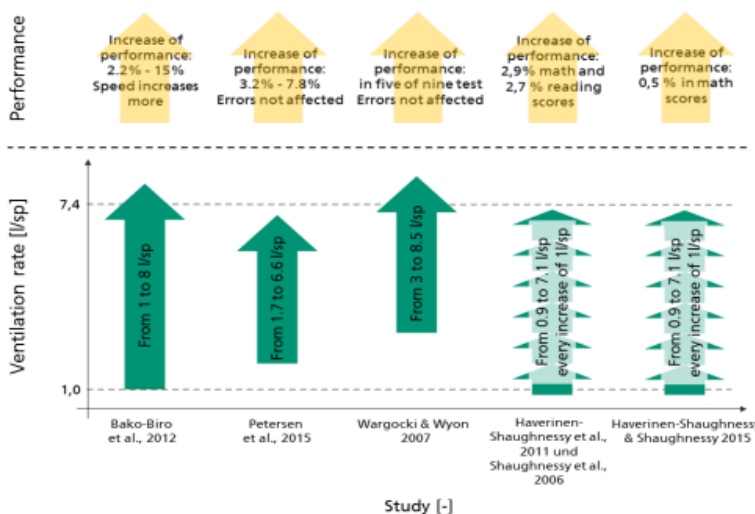 Performance
Increase of
performance:
2.2% - 15%
Speed increases
more
Increase of
performance:
3.2% - 7.8%
Errors not affected
Increase of
performance:
in five of nine test
Errors not affected
Increase of
performance:
2,9% math and
2,7 % reading
scores
Increase of
performance:
0,5 % in math
scores
Ventilation rate [l/sp]
7,4
1,0
From 1 to 8 l/sp
From 1.7 to 6.6 l/sp
From 3 to 8.5 l/sp
From 0.9 to 7.1 l/sp
every increase of 1l/sp
From 0.9 to 7.1 l/sp
every increase of 1l/sp
Bako-Biro
et al., 2012
Petersen
et al., 2015
Wargocki & Wyon
2007
Haverinen-
Shaughnessy et al.,
2011 und
Shaughnessy et al.,
2006
Haverinen-Shaughness
& Shaughnessy 2015
Study [-]